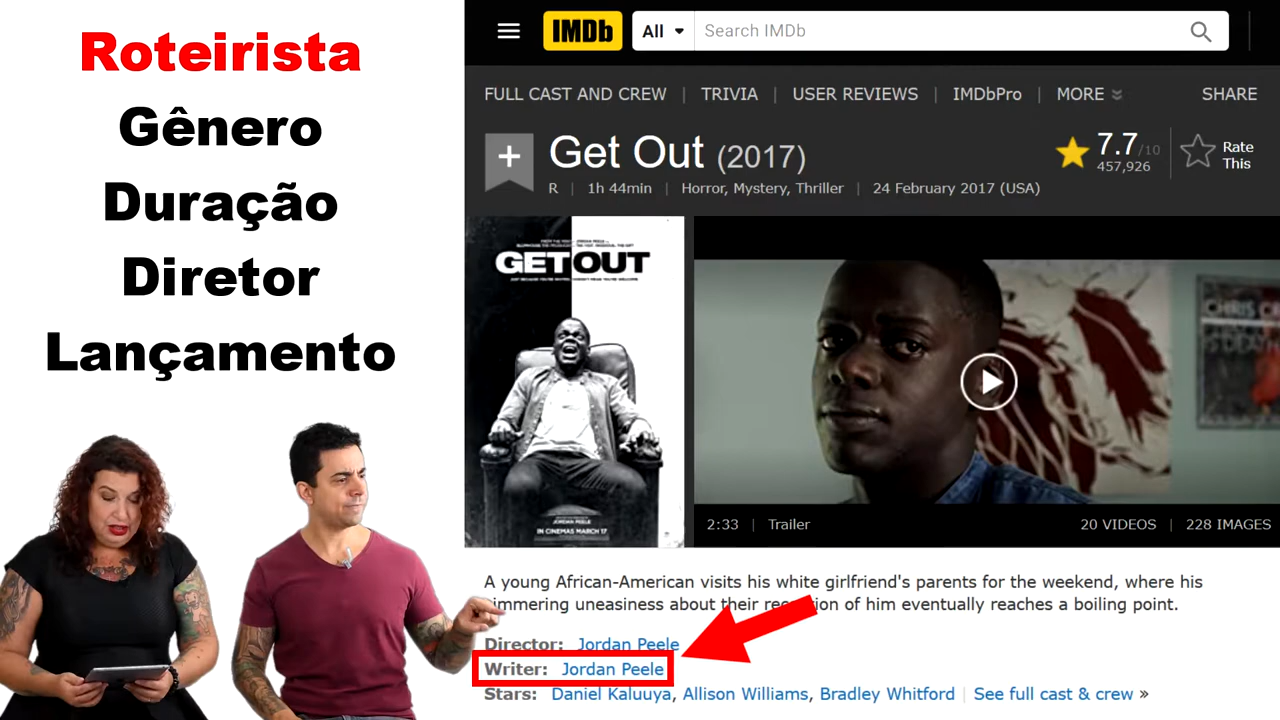 Roteirista
Gênero
Duração
Diretor
Lançamento
IMDb All Search IMDb
FULL CAST AND CREW | TRIVIA | USER REVIEWS | IMDbPro | MORE SHARE
+ Get Out (2017) 7.7/10 457,926 Rate This
R | 1h 44min | Horror, Mystery, Thriller | 24 February 2017 (USA)
GET OUT
JORDAN PEELE
IN CINEMAS MARCH 17
2:33 | Trailer 20 VIDEOS | 228 IMAGES
A young African-American visits his white girlfriend's parents for the weekend, where his
uneasiness about their of him eventually reaches a boiling point.
Director: Jordan Peele
Writer: Jordan Peele
Stars: Daniel Kaluuya, Allison Williams, Bradley Whitford | See full cast & crew »